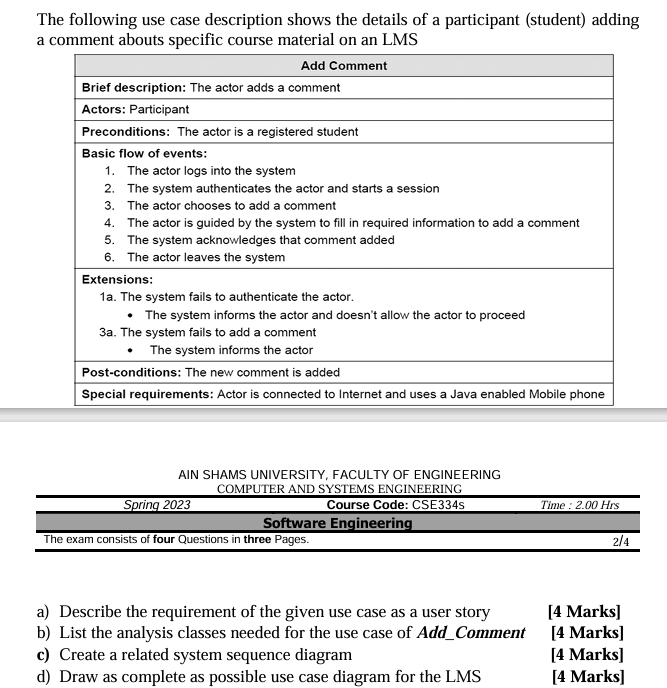 The following use case description shows the details of a participant (student) adding
a comment abouts specific course material on an LMS
Add Comment
Brief description: The actor adds a comment
Actors: Participant
Preconditions: The actor is a registered student
Basic flow of events:
1. The actor logs into the system
2. The system authenticates the actor and starts a session
3. The actor chooses to add a comment
4. The actor is guided by the system to fill in required information to add a comment
5. The system acknowledges that comment added
6. The actor leaves the system
Extensions:
1a. The system fails to authenticate the actor.
• The system informs the actor and doesn't allow the actor to proceed
3a. The system fails to add a comment
• The system informs the actor
Post-conditions: The new comment is added
Special requirements: Actor is connected to Internet and uses a Java enabled Mobile phone
AIN SHAMS UNIVERSITY, FACULTY OF ENGINEERING
COMPUTER AND SYSTEMS ENGINEERING
Spring 2023 Course Code: CSE334s Time : 2.00 Hrs
Software Engineering
The exam consists of four Questions in three Pages. 2/4
a) Describe the requirement of the given use case as a user story [4 Marks]
b) List the analysis classes needed for the use case of Add_Comment [4 Marks]
c) Create a related system sequence diagram [4 Marks]
d) Draw as complete as possible use case diagram for the LMS [4 Marks]